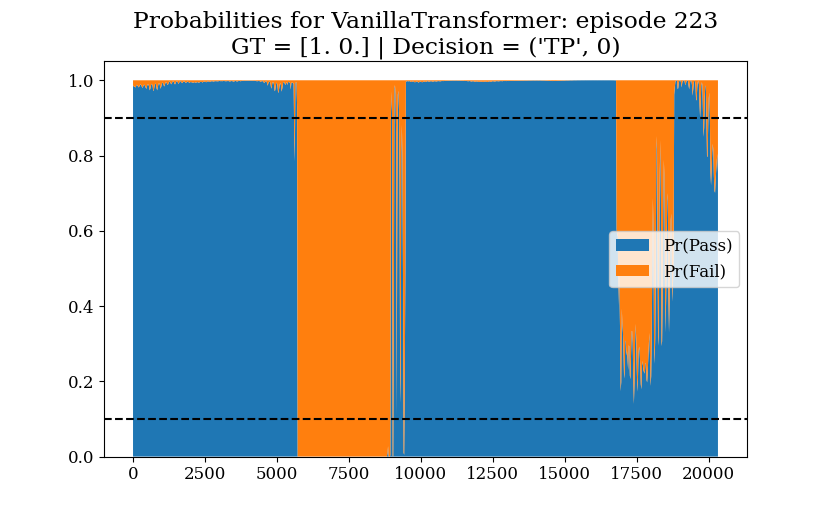 Probabilities for VanillaTransformer: episode 223
GT = [1. 0.] | Decision = ('TP', 0)
1.0
0.8
0.6
0.4
0.2
0.0
Pr(Pass)
Pr(Fail)
0 2500 5000 7500 10000 12500 15000 17500 20000